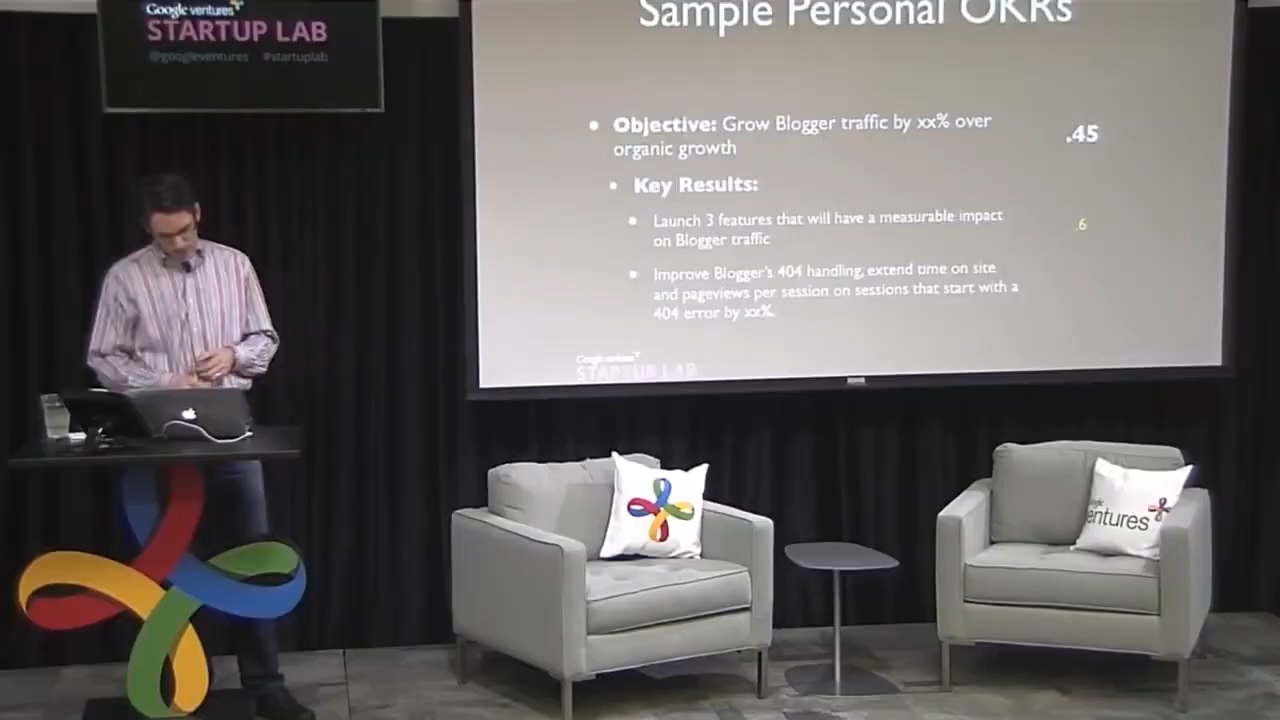 Google ventures
STARTUP LAB
@googleventures #startuplab
Sample Personal OKRs
• Objective: Grow Blogger traffic by xx% over
organic growth
.45
• Key Results:
• Launch 3 features that will have a measurable impact
on Blogger traffic
.6
• Improve Blogger's 404 handling, extend time on site
and pageviews per session on sessions that start with a
404 error by xx%.
Google ventures
STARTUP LAB
entures